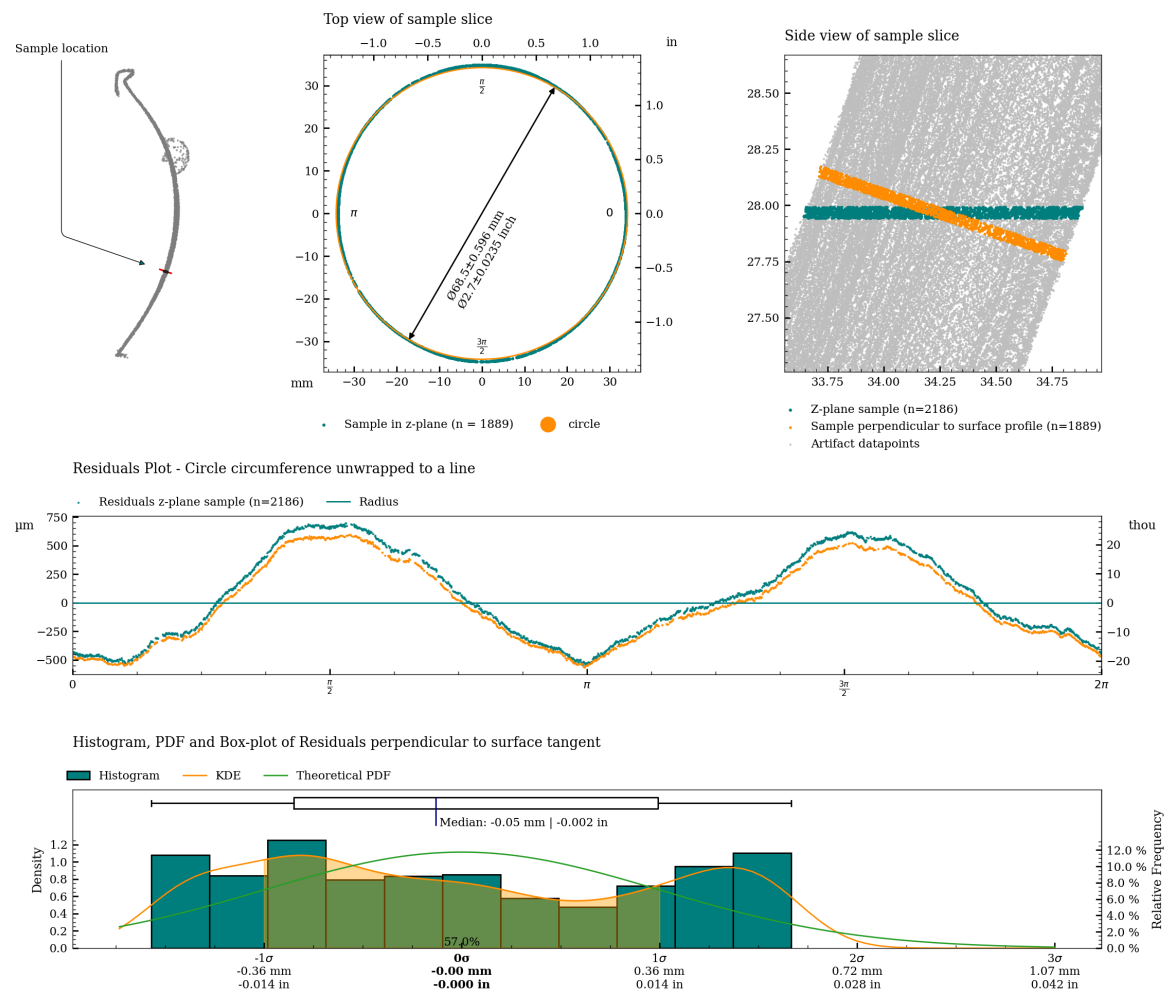 Top view of sample slice
Sample location
Side view of sample slice
−1.0 −0.5 0.0 0.5 1.0 in
30
20
10
0
−10
−20
−30
1.0
0.5
0.0
−0.5
−1.0
π/2
π
0
3π/2
Ø68.5±0.596 mm
Ø2.7±0.0235 inch
mm −30 −20 −10 0 10 20 30
Sample in z-plane (n = 1889) circle
28.50
28.25
28.00
27.75
27.50
33.75 34.00 34.25 34.50 34.75
Z-plane sample (n=2186)
Sample perpendicular to surface profile (n=1889)
Artifact datapoints
Residuals Plot - Circle circumference unwrapped to a line
Residuals z-plane sample (n=2186) Radius
µm
750
500
250
0
−250
−500
thou
20
10
0
−10
−20
0 π/2 π 3π/2 2π
Histogram, PDF and Box-plot of Residuals perpendicular to surface tangent
Histogram KDE Theoretical PDF
Median: -0.05 mm | -0.002 in
Density
1.2
1.0
0.8
0.6
0.4
0.2
0.0
12.0 %
10.0 %
8.0 %
6.0 %
4.0 %
2.0 %
0.0 %
Relative Frequency
57.0%
-1σ 0σ 1σ 2σ 3σ
-0.36 mm -0.00 mm 0.36 mm 0.72 mm 1.07 mm
-0.014 in -0.000 in 0.014 in 0.028 in 0.042 in